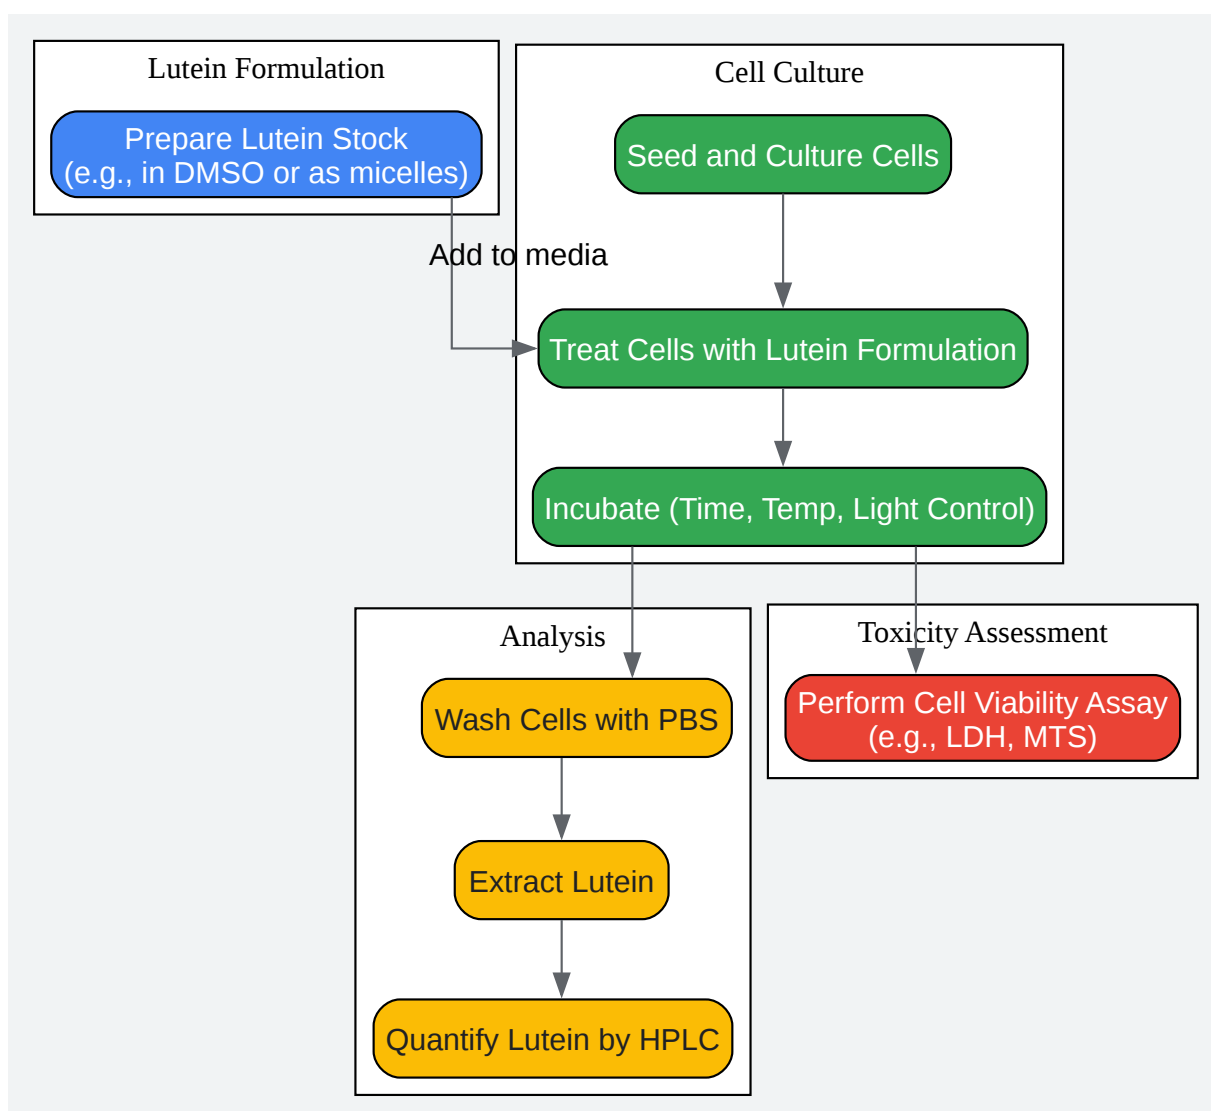 Lutein Formulation
Prepare Lutein Stock
(e.g., in DMSO or as micelles)
Add to media
Cell Culture
Seed and Culture Cells
Treat Cells with Lutein Formulation
Incubate (Time, Temp, Light Control)
Analysis
Wash Cells with PBS
Extract Lutein
Quantify Lutein by HPLC
Toxicity Assessment
Perform Cell Viability Assay
(e.g., LDH, MTS)